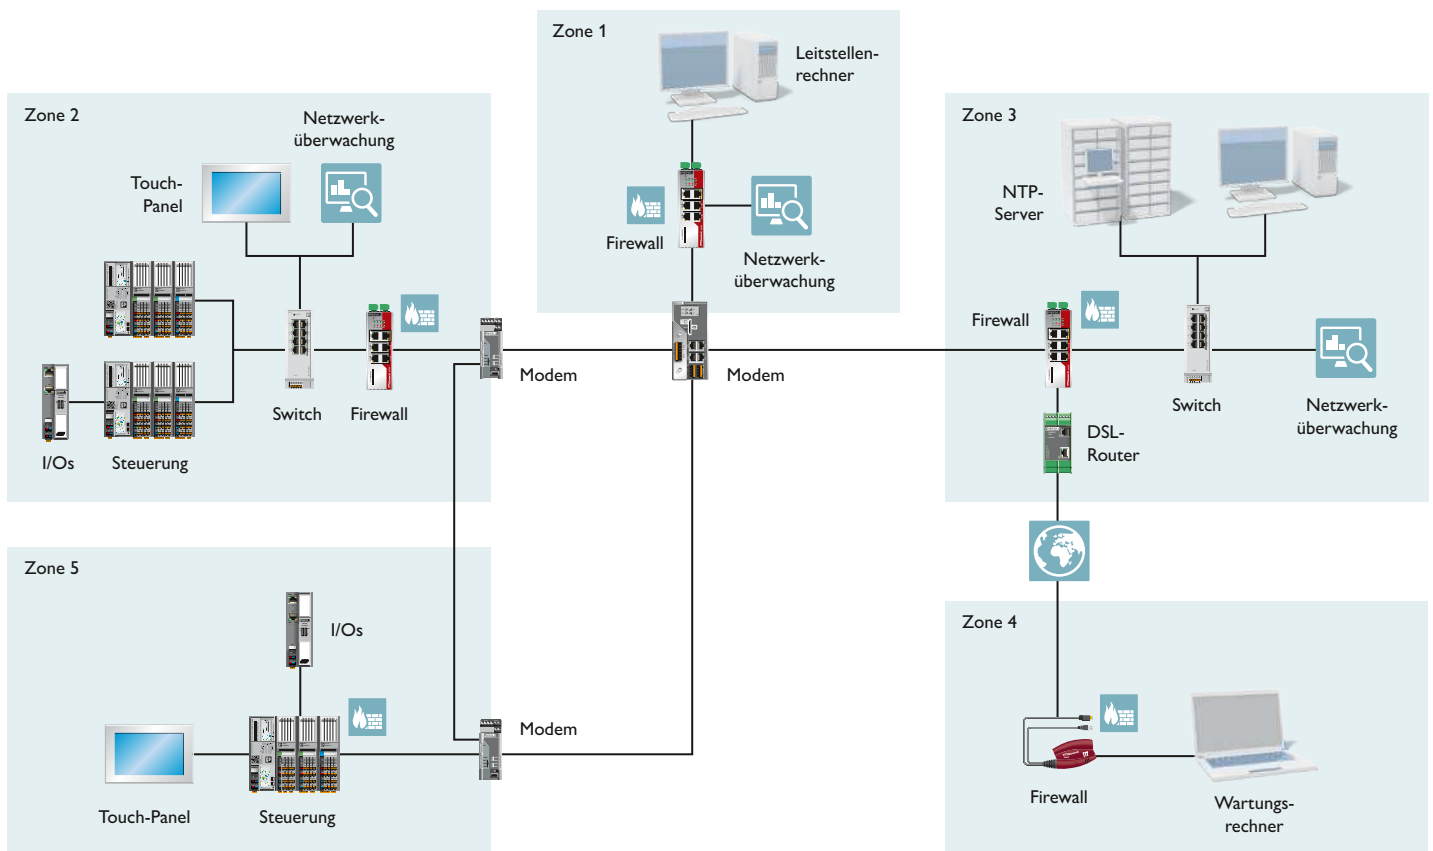 Zone 1
Leitstellen-
rechner
Firewall
Netzwerk-
überwachung
Zone 2
Netzwerk-
überwachung
Touch-
Panel
I/Os
Steuerung
Switch
Firewall
Modem
Modem
Zone 3
NTP-
Server
Firewall
Switch
Netzwerk-
überwachung
DSL-
Router
Zone 5
I/Os
Touch-Panel
Steuerung
Modem
Zone 4
Firewall
Wartungs-
rechner